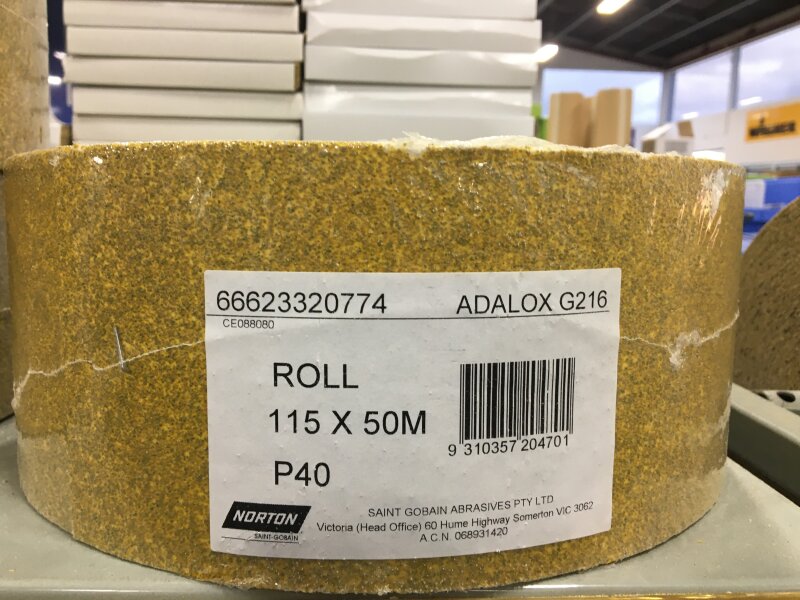 66623320774 ADALOX G216
CE088080
ROLL
115 X 50M
P40
9 310357 204701
NORTON
SAINT-GOBAIN
SAINT GOBAIN ABRASIVES PTY LTD
Victoria (Head Office) 60 Hume Highway Somerton VIC 3062
A.C.N. 068931420